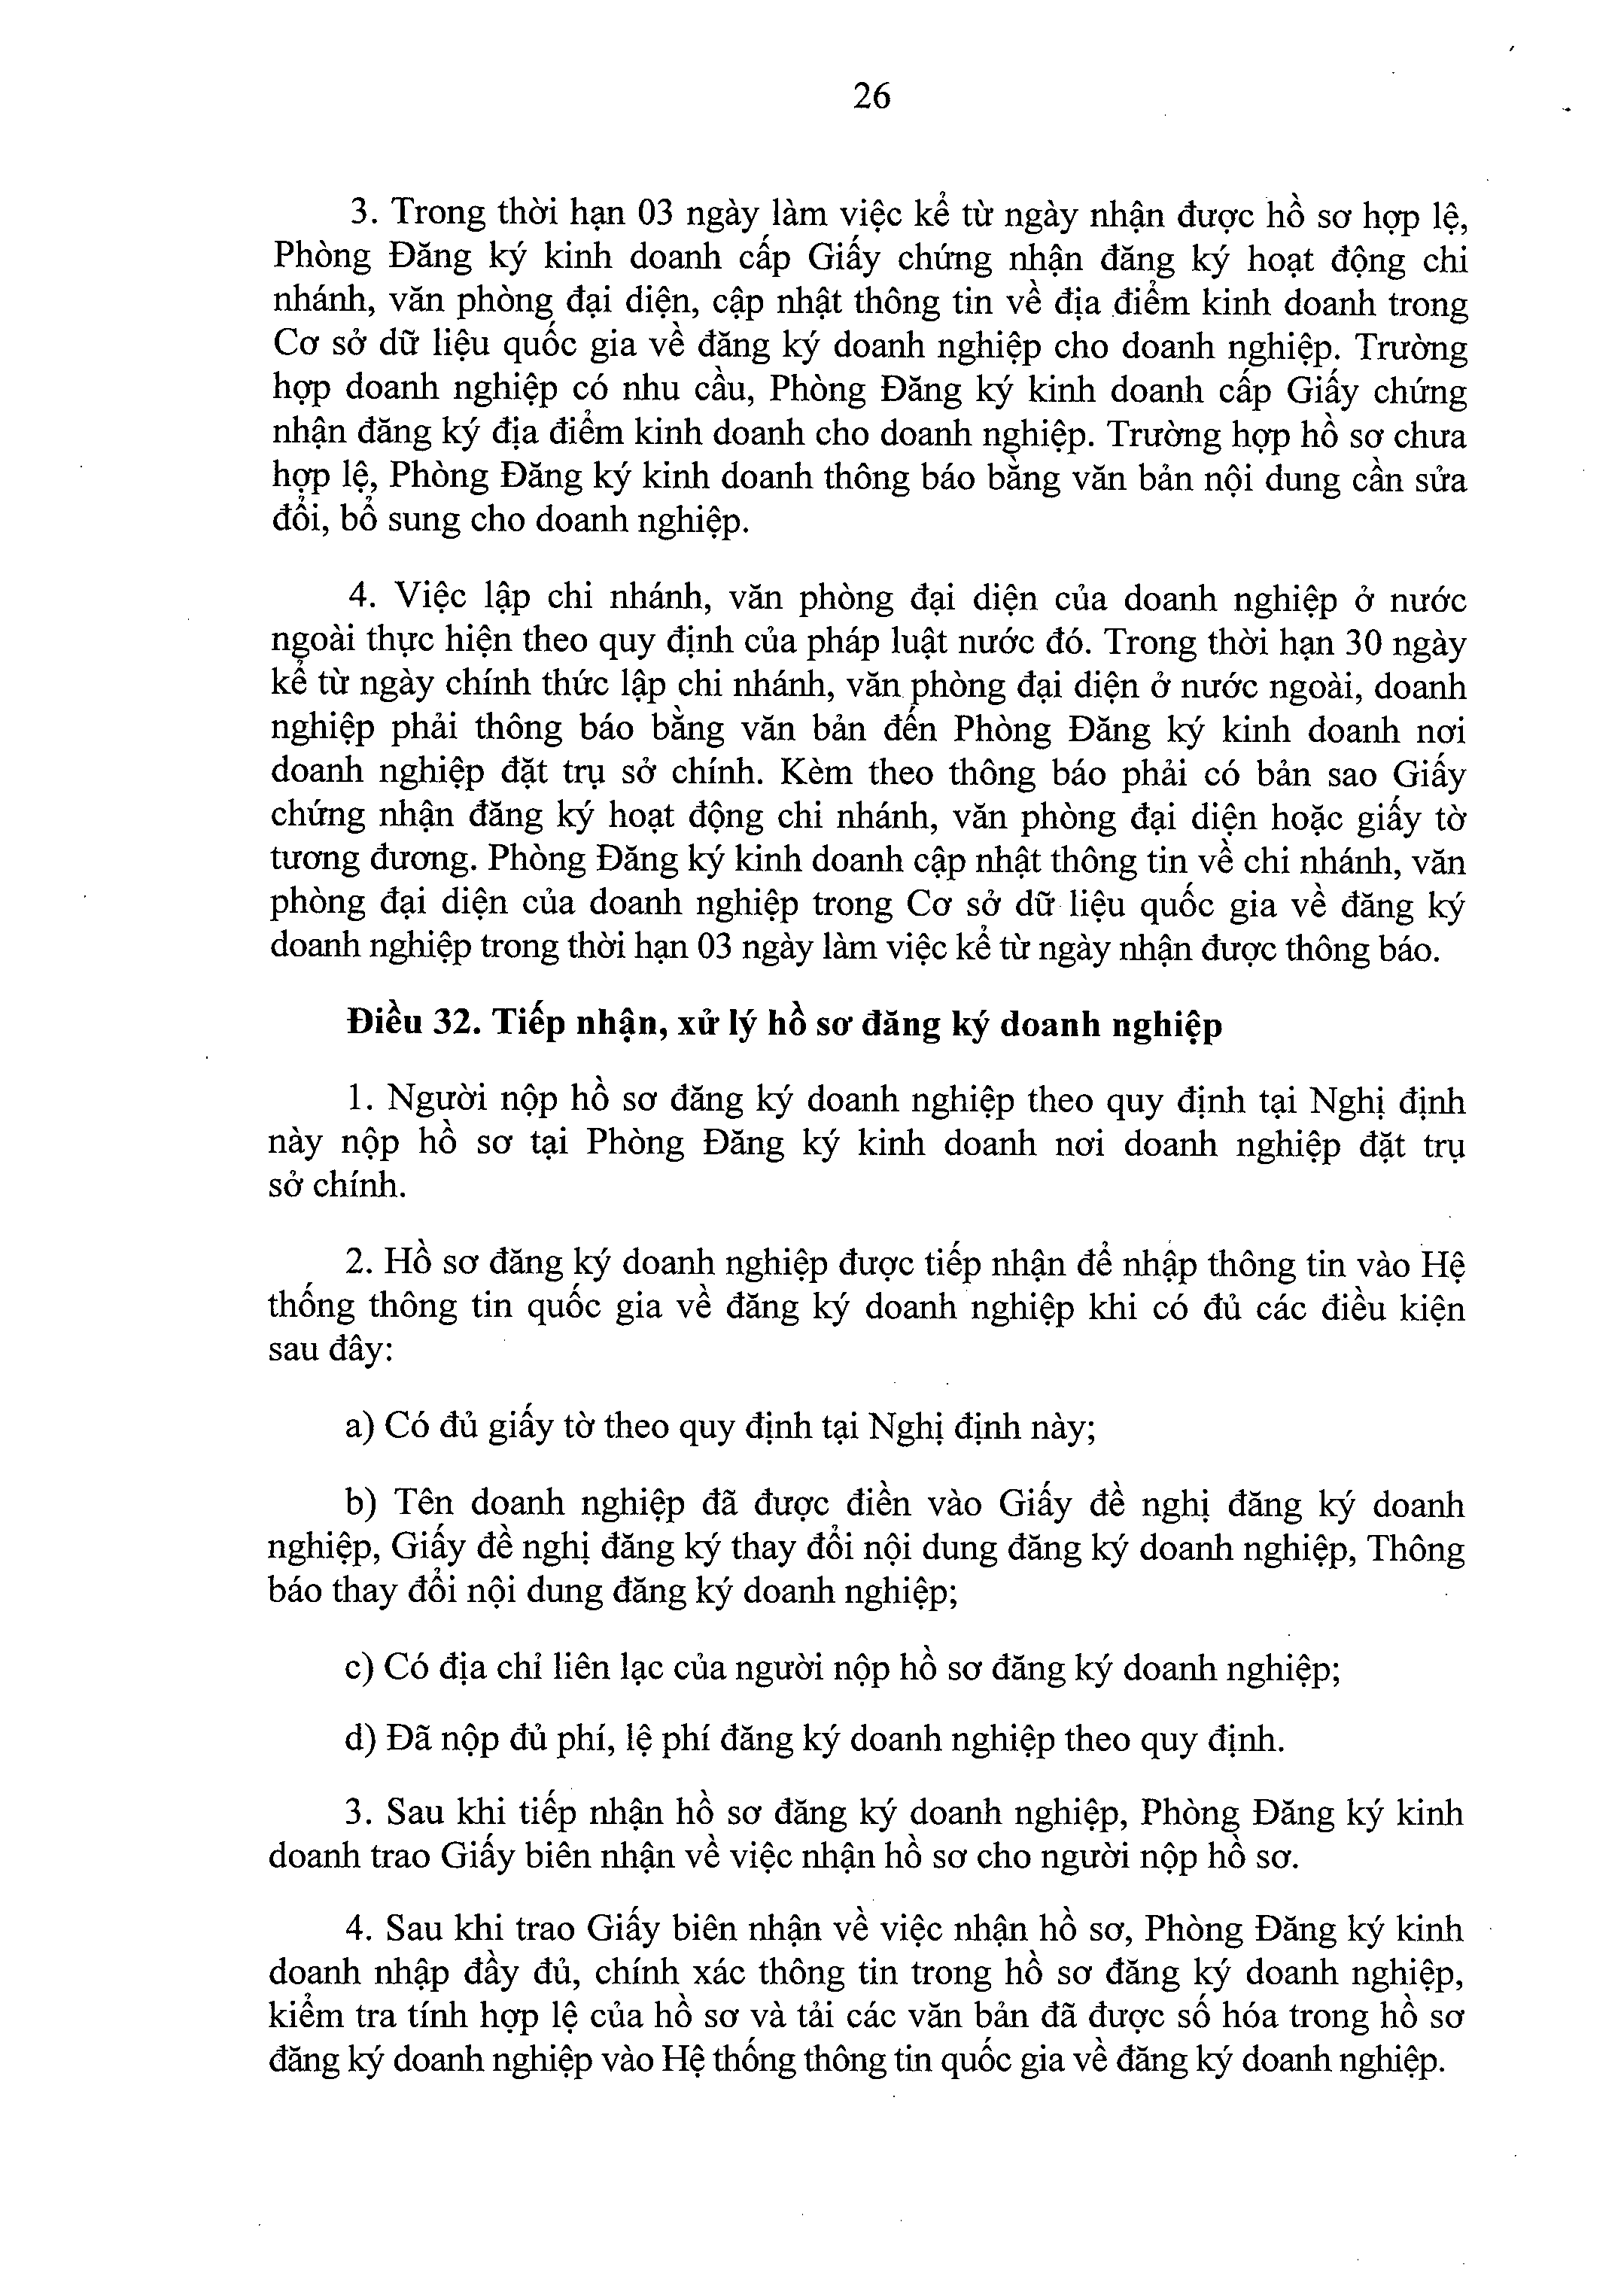 26
3. Trong thời hạn 03 ngày làm việc kể từ ngày nhận được hồ sơ hợp lệ,
Phòng Đăng ký kinh doanh cấp Giấy chứng nhận đăng ký hoạt động chi
nhánh, văn phòng đại diện, cập nhật thông tin về địa điểm kinh doanh trong
Cơ sở dữ liệu quốc gia về đăng ký doanh nghiệp cho doanh nghiệp. Trường
hợp doanh nghiệp có nhu cầu, Phòng Đăng ký kinh doanh cấp Giấy chứng
nhận đăng ký địa điểm kinh doanh cho doanh nghiệp. Trường hợp hồ sơ chưa
hợp lệ, Phòng Đăng ký kinh doanh thông báo bằng văn bản nội dung cần sửa
đổi, bổ sung cho doanh nghiệp.
4. Việc lập chi nhánh, văn phòng đại diện của doanh nghiệp ở nước
ngoài thực hiện theo quy định của pháp luật nước đó. Trong thời hạn 30 ngày
kể từ ngày chính thức lập chi nhánh, văn phòng đại diện ở nước ngoài, doanh
nghiệp phải thông báo bằng văn bản đến Phòng Đăng ký kinh doanh nơi
doanh nghiệp đặt trụ sở chính. Kèm theo thông báo phải có bản sao Giấy
chứng nhận đăng ký hoạt động chi nhánh, văn phòng đại diện hoặc giấy tờ
tương đương. Phòng Đăng ký kinh doanh cập nhật thông tin về chi nhánh, văn
phòng đại diện của doanh nghiệp trong Cơ sở dữ liệu quốc gia về đăng ký
doanh nghiệp trong thời hạn 03 ngày làm việc kể từ ngày nhận được thông báo.
Điều 32. Tiếp nhận, xử lý hồ sơ đăng ký doanh nghiệp
1. Người nộp hồ sơ đăng ký doanh nghiệp theo quy định tại Nghị định
này nộp hồ sơ tại Phòng Đăng ký kinh doanh nơi doanh nghiệp đặt trụ
sở chính.
2. Hồ sơ đăng ký doanh nghiệp được tiếp nhận để nhập thông tin vào Hệ
thống thông tin quốc gia về đăng ký doanh nghiệp khi có đủ các điều kiện
sau đây:
a) Có đủ giấy tờ theo quy định tại Nghị định này;
b) Tên doanh nghiệp đã được điền vào Giấy đề nghị đăng ký doanh
nghiệp, Giấy đề nghị đăng ký thay đổi nội dung đăng ký doanh nghiệp, Thông
báo thay đổi nội dung đăng ký doanh nghiệp;
c) Có địa chỉ liên lạc của người nộp hồ sơ đăng ký doanh nghiệp;
d) Đã nộp đủ phí, lệ phí đăng ký doanh nghiệp theo quy định.
3. Sau khi tiếp nhận hồ sơ đăng ký doanh nghiệp, Phòng Đăng ký kinh
doanh trao Giấy biên nhận về việc nhận hồ sơ cho người nộp hồ sơ.
4. Sau khi trao Giấy biên nhận về việc nhận hồ sơ, Phòng Đăng ký kinh
doanh nhập đầy đủ, chính xác thông tin trong hồ sơ đăng ký doanh nghiệp,
kiểm tra tính hợp lệ của hồ sơ và tải các văn bản đã được số hóa trong hồ sơ
đăng ký doanh nghiệp vào Hệ thống thông tin quốc gia về đăng ký doanh nghiệp.